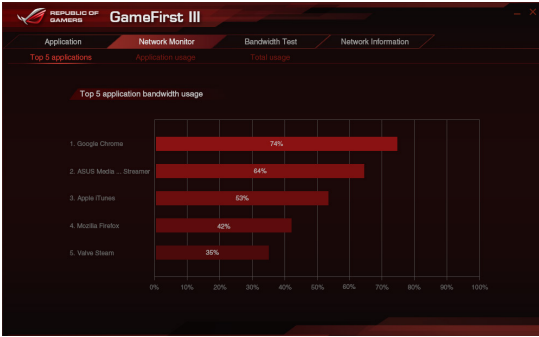 REPUBLIC OF
GAMERS
GameFirst III
Application Network Monitor Bandwidth Test Network Information
Top 5 applications Application usage Total usage
Top 5 application bandwidth usage
1. Google Chrome 74%
2. ASUS Media ... Streamer 64%
3. Apple iTunes 53%
4. Mozilla Firefox 42%
5. Valve Steam 35%
0% 10% 20% 30% 40% 50% 60% 70% 80% 90% 100%